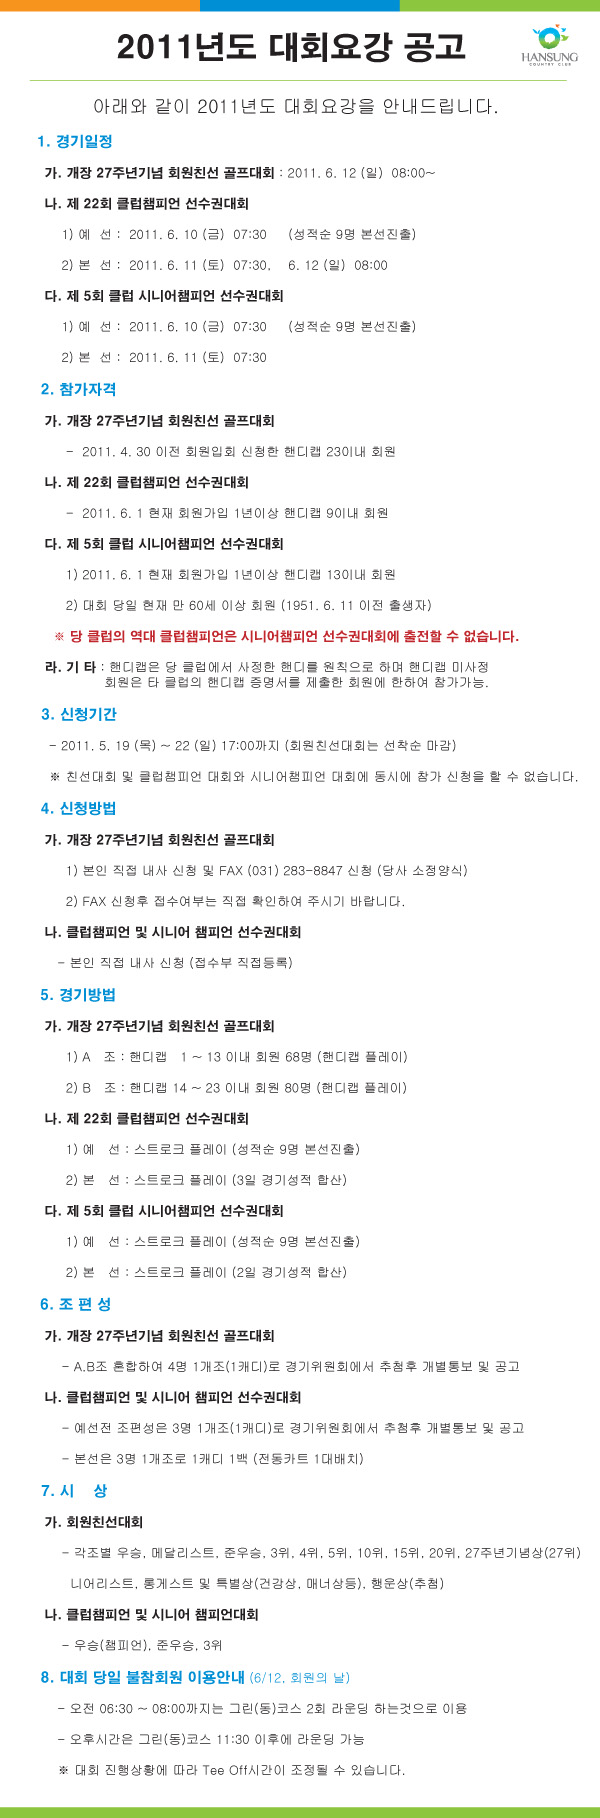 2011년도 대회요강 공고
HANSUNG
COUNTRY CLUB
아래와 같이 2011년도 대회요강을 안내드립니다.
1. 경기일정
가. 개장 27주년기념 회원친선 골프대회 : 2011. 6. 12 (일) 08:00~
나. 제 22회 클럽챔피언 선수권대회
1) 예 선 : 2011. 6. 10 (금) 07:30 (성적순 9명 본선진출)
2) 본 선 : 2011. 6. 11 (토) 07:30, 6. 12 (일) 08:00
다. 제 5회 클럽 시니어챔피언 선수권대회
1) 예 선 : 2011. 6. 10 (금) 07:30 (성적순 9명 본선진출)
2) 본 선 : 2011. 6. 11 (토) 07:30
2. 참가자격
가. 개장 27주년기념 회원친선 골프대회
- 2011. 4. 30 이전 회원입회 신청한 핸디캡 23이내 회원
나. 제 22회 클럽챔피언 선수권대회
- 2011. 6. 1 현재 회원가입 1년이상 핸디캡 9이내 회원
다. 제 5회 클럽 시니어챔피언 선수권대회
1) 2011. 6. 1 현재 회원가입 1년이상 핸디캡 13이내 회원
2) 대회 당일 현재 만 60세 이상 회원 (1951. 6. 11 이전 출생자)
※ 당 클럽의 역대 클럽챔피언은 시니어챔피언 선수권대회에 출전할 수 없습니다.
라. 기 타 : 핸디캡은 당 클럽에서 사정한 핸디를 원칙으로 하며 핸디캡 미사정
회원은 타 클럽의 핸디캡 증명서를 제출한 회원에 한하여 참가가능.
3. 신청기간
- 2011. 5. 19 (목) ~ 22 (일) 17:00까지 (회원친선대회는 선착순 마감)
※ 친선대회 및 클럽챔피언 대회와 시니어챔피언 대회에 동시에 참가 신청을 할 수 없습니다.
4. 신청방법
가. 개장 27주년기념 회원친선 골프대회
1) 본인 직접 내사 신청 및 FAX (031) 283-8847 신청 (당사 소정양식)
2) FAX 신청후 접수여부는 직접 확인하여 주시기 바랍니다.
나. 클럽챔피언 및 시니어 챔피언 선수권대회
- 본인 직접 내사 신청 (접수부 직접등록)
5. 경기방법
가. 개장 27주년기념 회원친선 골프대회
1) A 조 : 핸디캡 1 ~ 13 이내 회원 68명 (핸디캡 플레이)
2) B 조 : 핸디캡 14 ~ 23 이내 회원 80명 (핸디캡 플레이)
나. 제 22회 클럽챔피언 선수권대회
1) 예 선 : 스트로크 플레이 (성적순 9명 본선진출)
2) 본 선 : 스트로크 플레이 (3일 경기성적 합산)
다. 제 5회 클럽 시니어챔피언 선수권대회
1) 예 선 : 스트로크 플레이 (성적순 9명 본선진출)
2) 본 선 : 스트로크 플레이 (2일 경기성적 합산)
6. 조 편 성
가. 개장 27주년기념 회원친선 골프대회
- A.B조 혼합하여 4명 1개조(1캐디)로 경기위원회에서 추첨후 개별통보 및 공고
나. 클럽챔피언 및 시니어 챔피언 선수권대회
- 예선전 조편성은 3명 1개조(1캐디)로 경기위원회에서 추첨후 개별통보 및 공고
- 본선은 3명 1개조로 1캐디 1백 (전동카트 1대배치)
7. 시 상
가. 회원친선대회
- 각조별 우승, 메달리스트, 준우승, 3위, 4위, 5위, 10위, 15위, 20위, 27주년기념상(27위)
니어리스트, 롱게스트 및 특별상(건강상, 매너상등), 행운상(추첨)
나. 클럽챔피언 및 시니어 챔피언대회
- 우승(챔피언), 준우승, 3위
8. 대회 당일 불참회원 이용안내 (6/12, 회원의 날)
- 오전 06:30 ~ 08:00까지는 그린(동)코스 2회 라운딩 하는것으로 이용
- 오후시간은 그린(동)코스 11:30 이후에 라운딩 가능
※ 대회 진행상황에 따라 Tee Off시간이 조정될 수 있습니다.